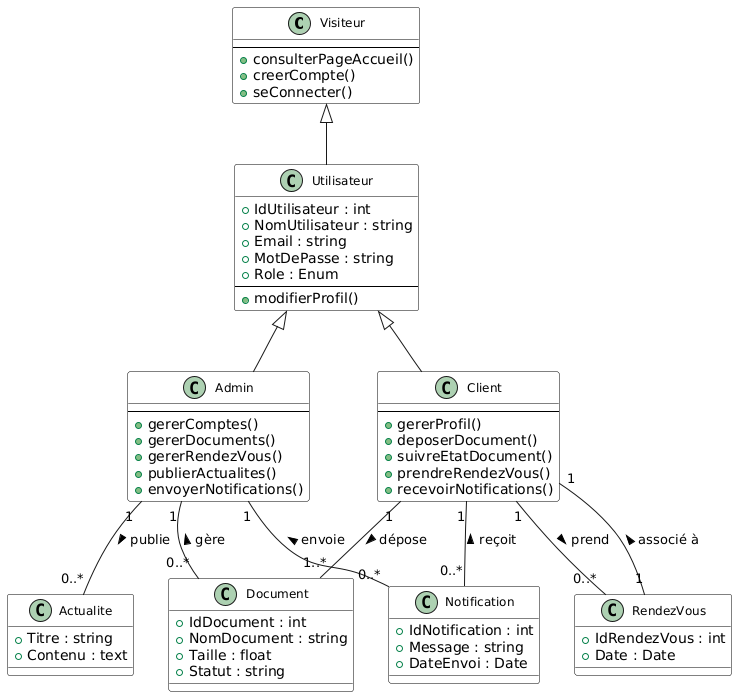 C Visiteur
consulterPageAccueil()
creerCompte()
seConnecter()
C Utilisateur
IdUtilisateur : int
NomUtilisateur : string
Email : string
MotDePasse : string
Role : Enum
modifierProfil()
C Admin
gererComptes()
gererDocuments()
gererRendezVous()
publierActualites()
envoyerNotifications()
C Client
gererProfil()
deposerDocument()
suivreEtatDocument()
prendreRendezVous()
recevoirNotifications()
1
1
1
1
1
1
1
publie
gère
envoie
dépose
reçoit
prend
associé à
0..*
0..*
1..*
0..*
0..*
0..*
1
C Actualite
Titre : string
Contenu : text
C Document
IdDocument : int
NomDocument : string
Taille : float
Statut : string
C Notification
IdNotification : int
Message : string
DateEnvoi : Date
C RendezVous
IdRendezVous : int
Date : Date